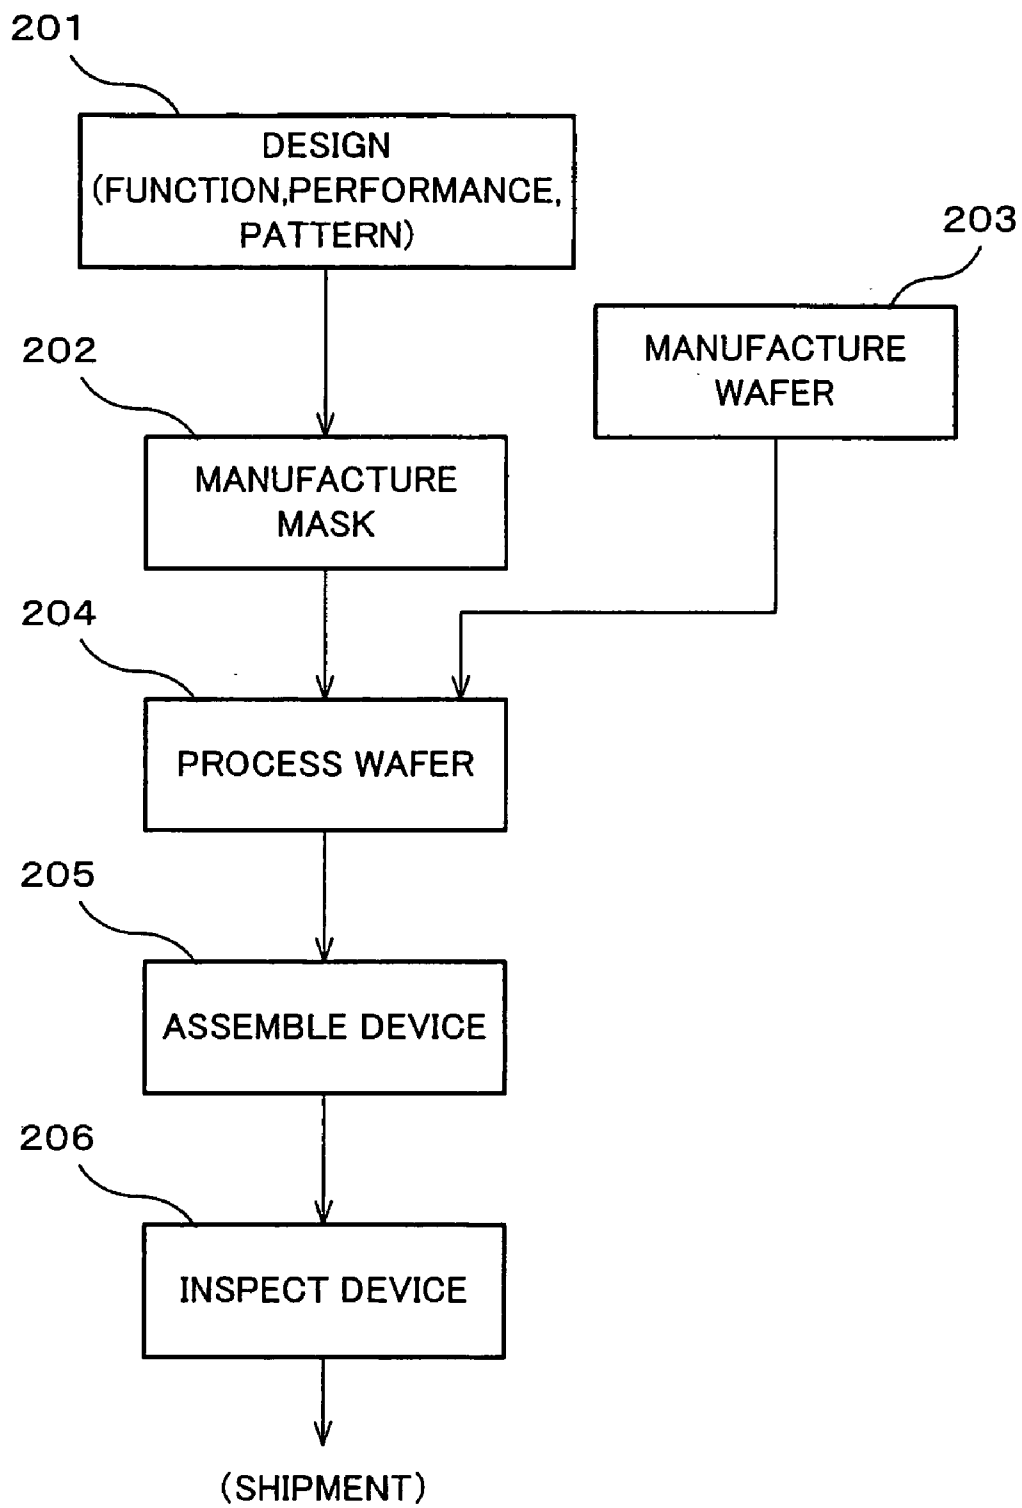 201
DESIGN
(FUNCTION,PERFORMANCE,
PATTERN)
203
MANUFACTURE
WAFER
202
MANUFACTURE
MASK
204
PROCESS WAFER
205
ASSEMBLE DEVICE
206
INSPECT DEVICE
(SHIPMENT)